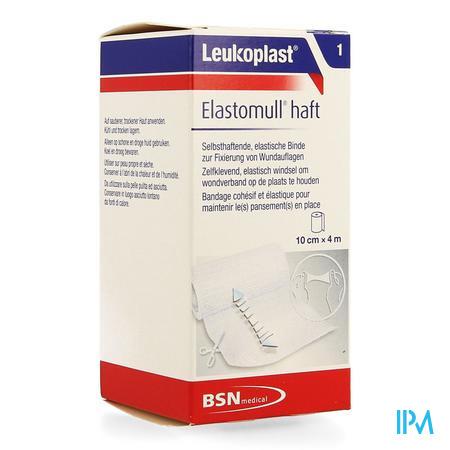 Leukoplast® 1
Elastomull® haft
Selbsthaftende, elastische Binde
zur Fixierung von Wundauflagen
Zelfklevend, elastisch windsel om
wondverband op de plaats te houden
Bandage cohésif et élastique pour
maintenir le(s) pansement(s) en place
10 cm x 4 m
BSN medical
Auf sauberer, trockener Haut anwenden.
Kühl und trocken lagern.
Alleen op schone en droge huid gebruiken.
Koel en droog bewaren.
Utiliser sur peau propre et sèche.
Conserver à l'abri de la chaleur et de l'humidité.
Da utilizzare sulla pelle pulita ed asciutta.
Conservare in luogo asciutto lontano
da fonti di calore.
IPM